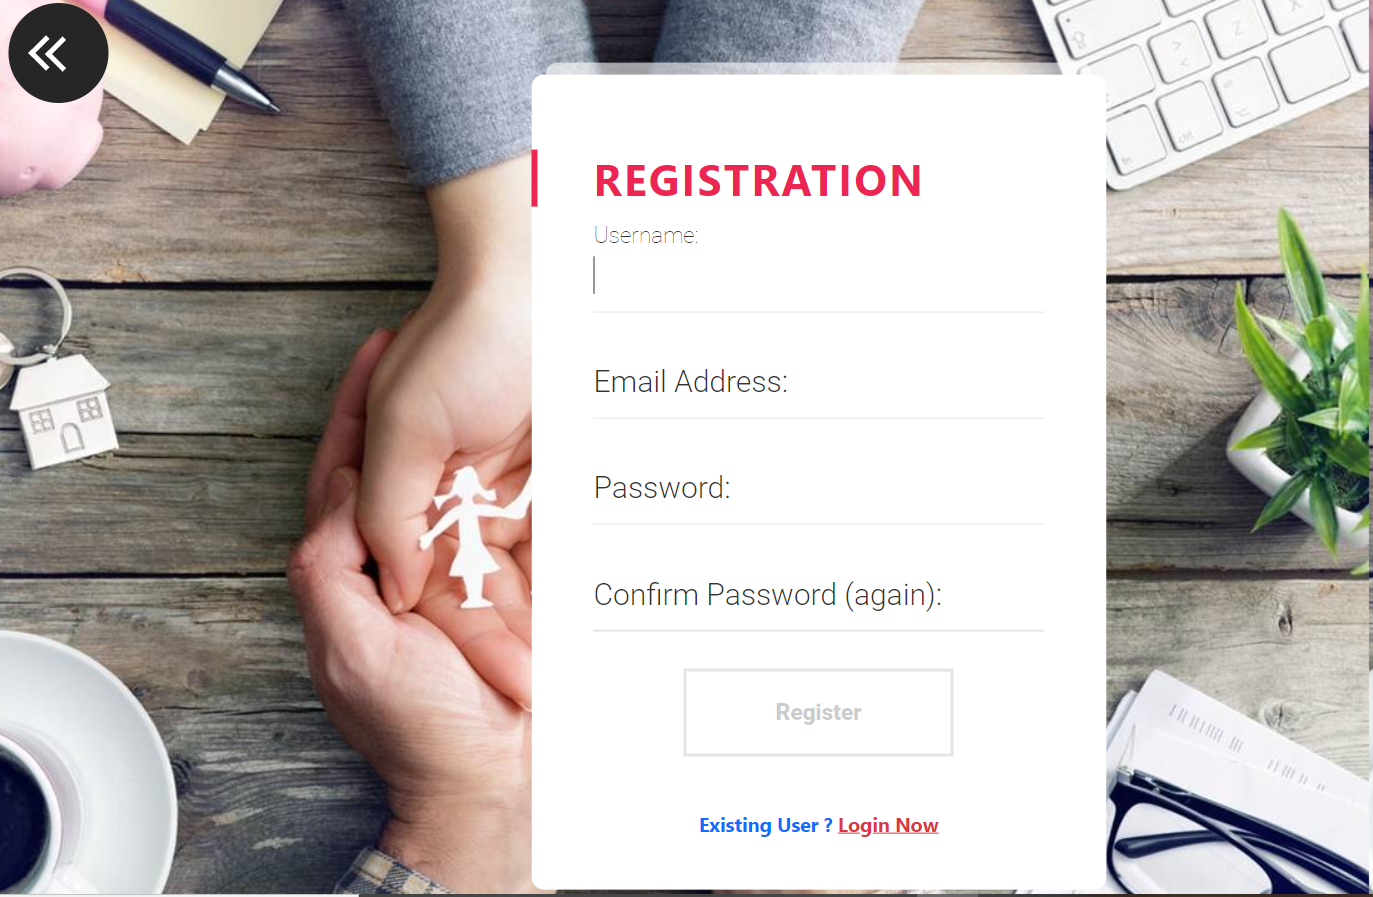 REGISTRATION
Username:
Email Address:
Password:
Confirm Password (again):
Register
Existing User ? Login Now